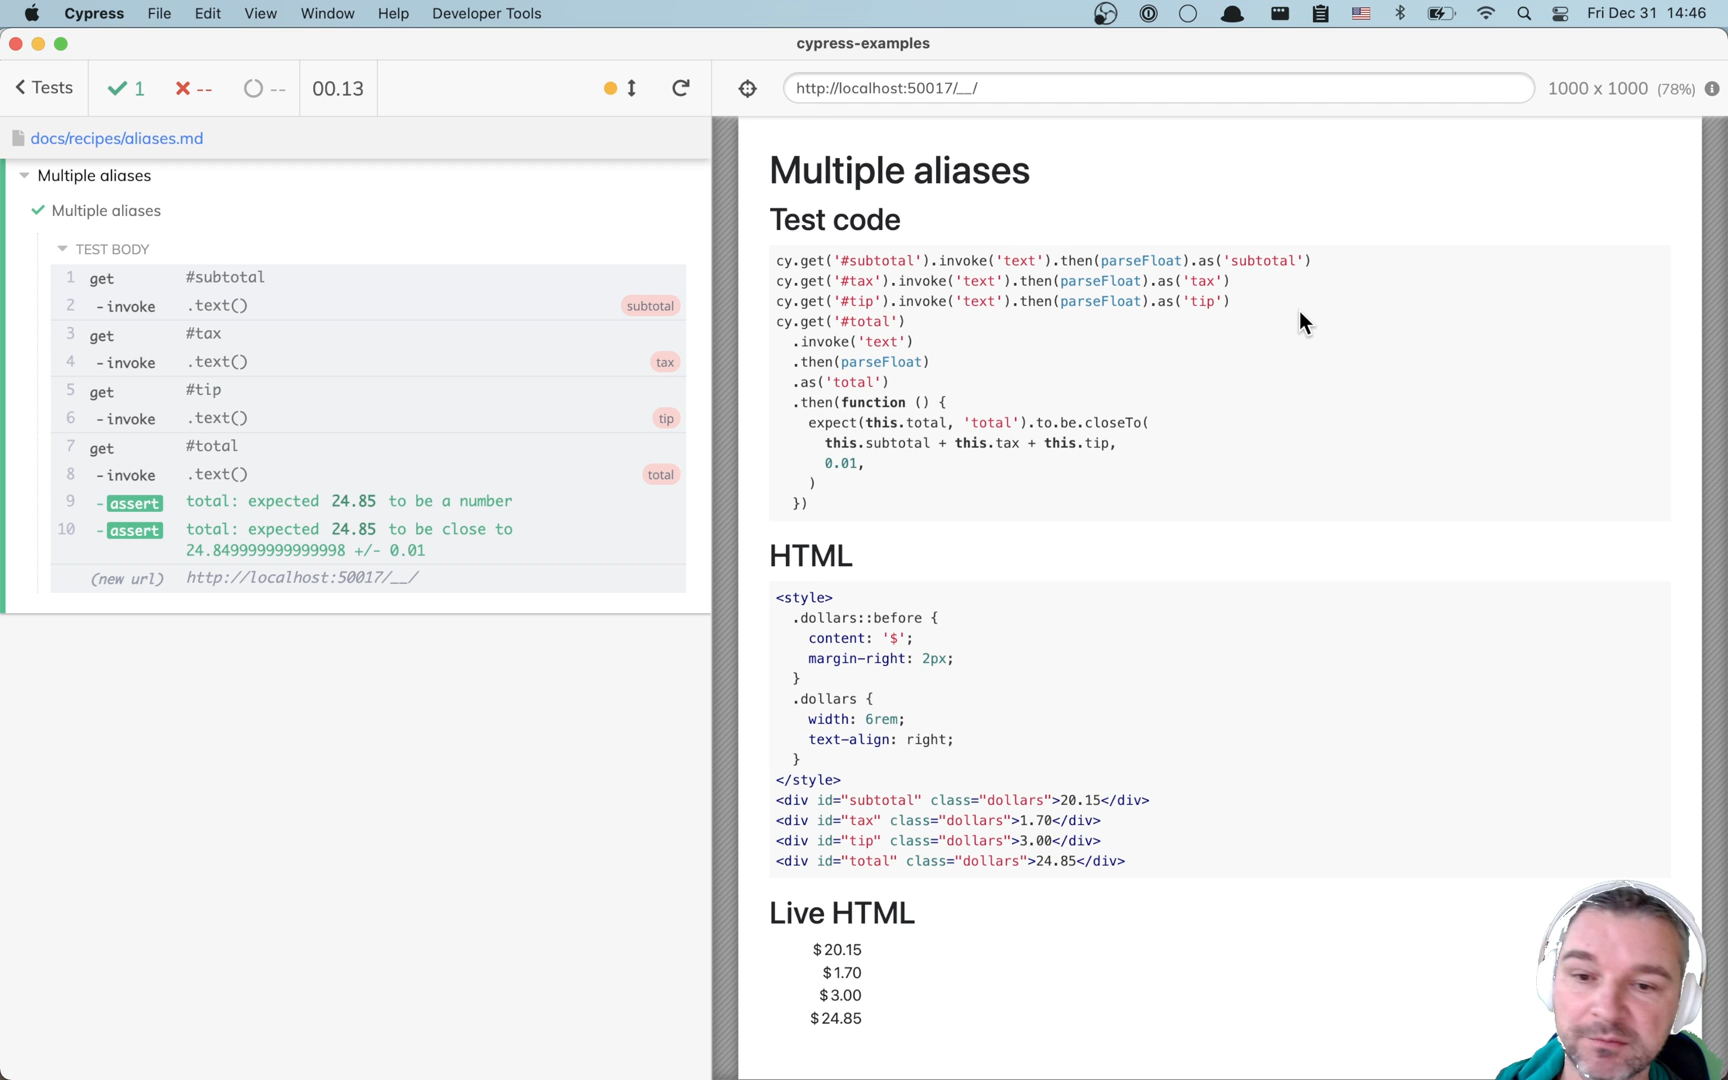 Cypress File Edit View Window Help Developer Tools Fri Dec 31 14:46
cypress-examples
Tests 1 -- -- 00.13
http://localhost:50017/__/ 1000 x 1000 (78%)
docs/recipes/aliases.md
Multiple aliases
Multiple aliases
TEST BODY
1 get #subtotal
2 -invoke .text() subtotal
3 get #tax
4 -invoke .text() tax
5 get #tip
6 -invoke .text() tip
7 get #total
8 -invoke .text() total
9 -assert total: expected 24.85 to be a number
10 -assert total: expected 24.85 to be close to
24.849999999999998 +/- 0.01
(new url) http://localhost:50017/__/
Multiple aliases
Test code
cy.get('#subtotal').invoke('text').then(parseFloat).as('subtotal')
cy.get('#tax').invoke('text').then(parseFloat).as('tax')
cy.get('#tip').invoke('text').then(parseFloat).as('tip')
cy.get('#total')
.invoke('text')
.then(parseFloat)
.as('total')
.then(function () {
expect(this.total, 'total').to.be.closeTo(
this.subtotal + this.tax + this.tip,
0.01,
)
})
HTML
<style>
.dollars::before {
content: '$';
margin-right: 2px;
}
.dollars {
width: 6rem;
text-align: right;
}
</style>
<div id="subtotal" class="dollars">20.15</div>
<div id="tax" class="dollars">1.70</div>
<div id="tip" class="dollars">3.00</div>
<div id="total" class="dollars">24.85</div>
Live HTML
$20.15
$1.70
$3.00
$24.85